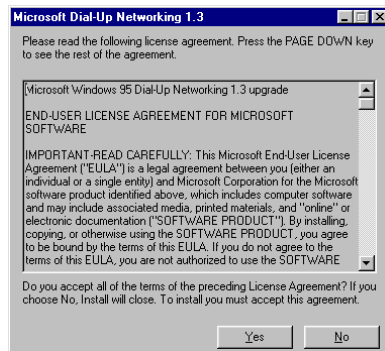 Microsoft Dial-Up Networking 1.3
Please read the following license agreement. Press the PAGE DOWN key
to see the rest of the agreement.
Microsoft Windows 95 Dial-Up Networking 1.3 upgrade
END-USER LICENSE AGREEMENT FOR MICROSOFT
SOFTWARE
IMPORTANT-READ CAREFULLY: This Microsoft End-User License
Agreement ("EULA") is a legal agreement between you (either an
individual or a single entity) and Microsoft Corporation for the Microsoft
software product identified above, which includes computer software
and may include associated media, printed materials, and "online" or
electronic documentation ("SOFTWARE PRODUCT"). By installing,
copying, or otherwise using the SOFTWARE PRODUCT, you agree
to be bound by the terms of this EULA. If you do not agree to the
terms of this EULA, you are not authorized to use the SOFTWARE
Do you accept all of the terms of the preceding License Agreement? If you
choose No, Install will close. To install you must accept this agreement.
Yes
No